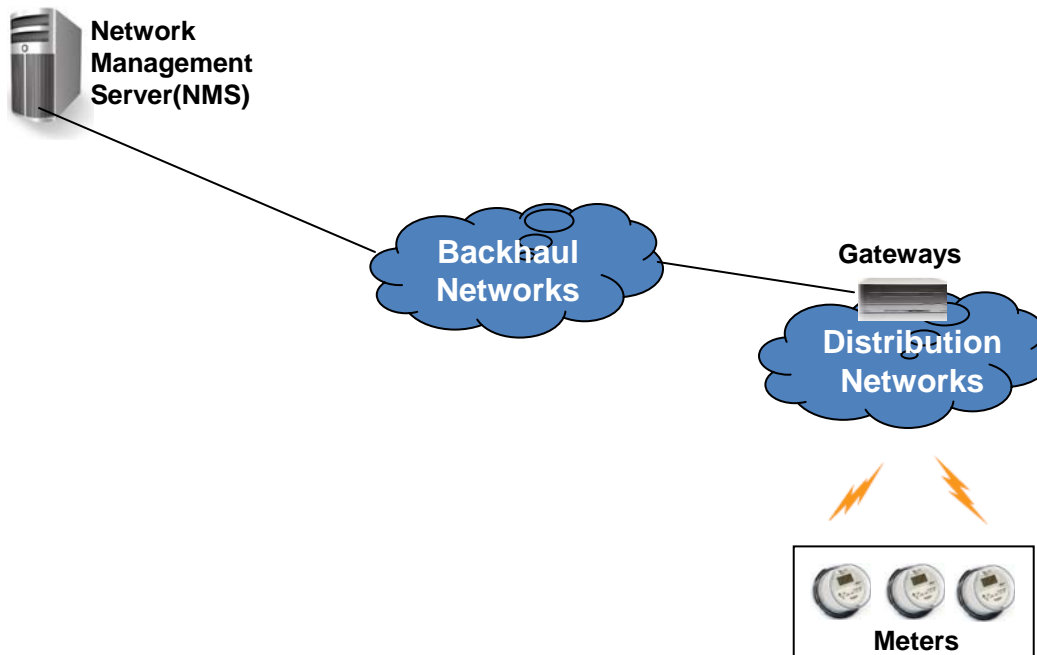 Network
Management
Server(NMS)
Backhaul
Networks
Gateways
Distribution
Networks
Meters